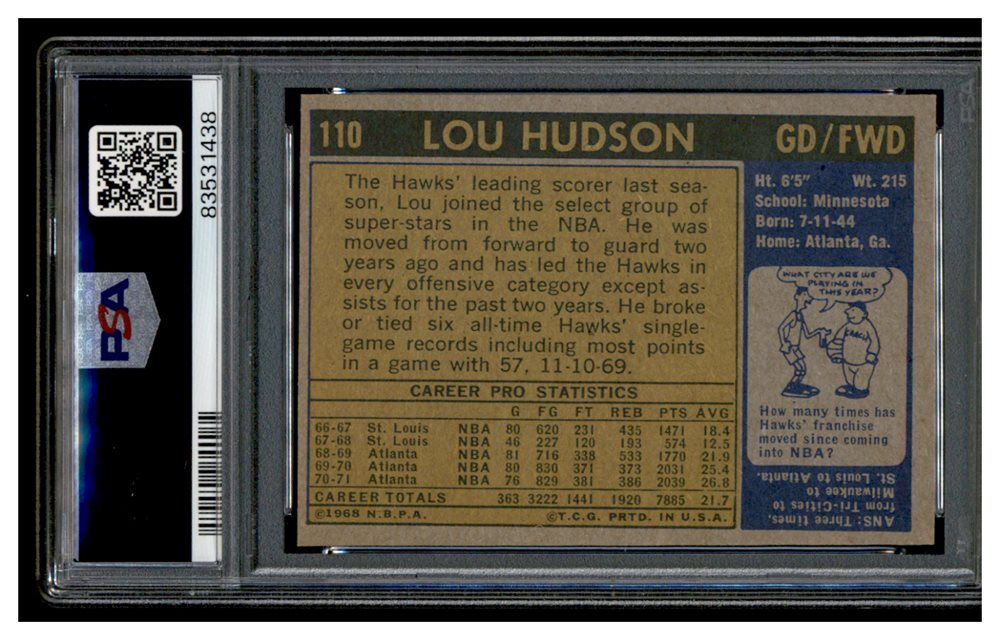 83531438
PSA
PSA
110 LOU HUDSON GD/FWD
The Hawks' leading scorer last sea-
son, Lou joined the select group of
super-stars in the NBA. He was
moved from forward to guard two
years ago and has led the Hawks in
every offensive category except as-
sists for the past two years. He broke
or tied six all-time Hawks' single-
game records including most points
in a game with 57, 11-10-69.
CAREER PRO STATISTICS
G FG FT REB PTS AVG
66-67 St. Louis NBA 80 620 231 435 1471 18.4
67-68 St. Louis NBA 46 227 120 193 574 12.5
68-69 Atlanta NBA 81 716 338 533 1770 21.9
69-70 Atlanta NBA 80 830 371 373 2031 25.4
70-71 Atlanta NBA 76 829 381 386 2039 26.8
CAREER TOTALS 363 3222 1441 1920 7885 21.7
©1968 N.B.P.A. ©T.C.G. PRTD. IN U.S.A.
Ht. 6'5" Wt. 215
School: Minnesota
Born: 7-11-44
Home: Atlanta, Ga.
WHAT CITY ARE WE
PLAYING IN
THIS YEAR?
COACH
How many times has
Hawks' franchise
moved since coming
into NBA?
ANS: Three times,
from Tri-Cities to
Milwaukee to
St. Louis to Atlanta.